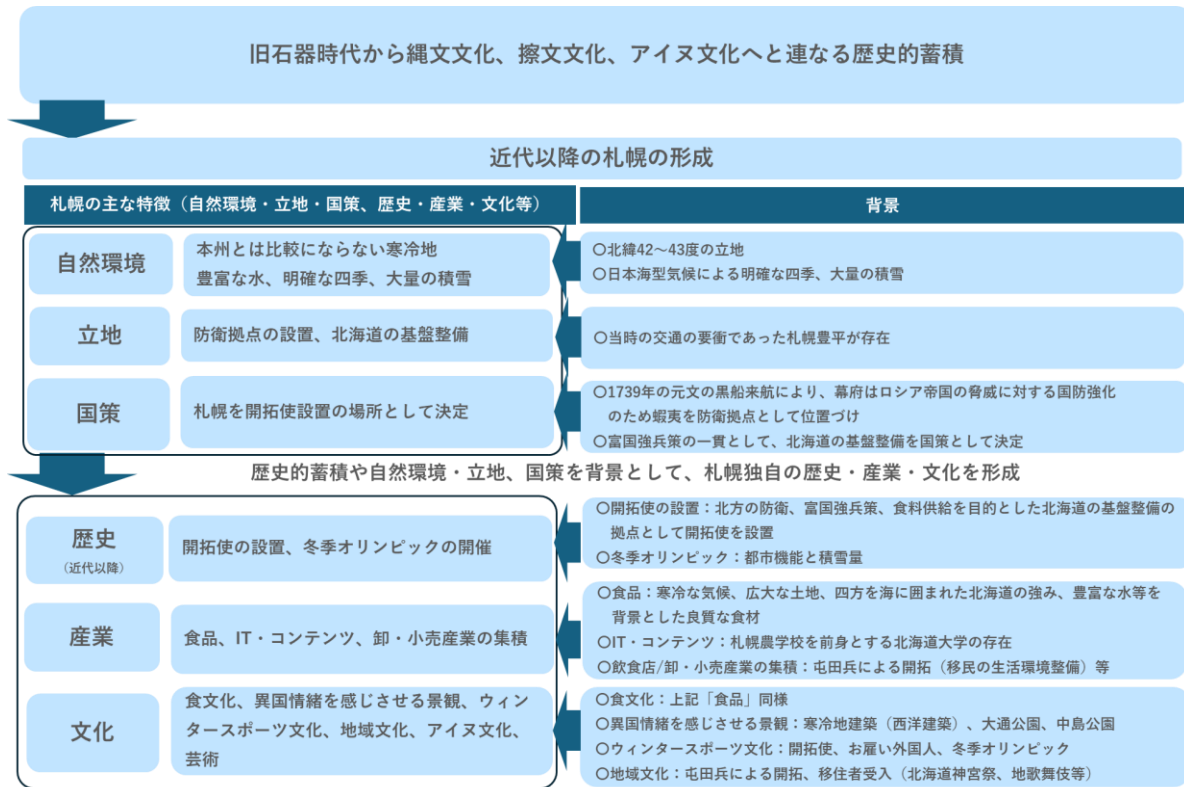 旧石器時代から縄文文化、擦文文化、アイヌ文化へと連なる歴史的蓄積
近代以降の札幌の形成
札幌の主な特徴（自然環境・立地・国策、歴史・産業・文化等）
背景
自然環境
本州とは比較にならない寒冷地
豊富な水、明確な四季、大量の積雪
〇北緯42～43度の立地
〇日本海型気候による明確な四季、大量の積雪
立地
防衛拠点の設置、北海道の基盤整備
〇当時の交通の要衝であった札幌豊平が存在
国策
札幌を開拓使設置の場所として決定
〇1739年の元文の黒船来航により、幕府はロシア帝国の脅威に対する国防強化
のため蝦夷を防衛拠点として位置づけ
〇富国強兵策の一貫として、北海道の基盤整備を国策として決定
歴史的蓄積や自然環境・立地、国策を背景として、札幌独自の歴史・産業・文化を形成
歴史
（近代以降）
開拓使の設置、冬季オリンピックの開催
〇開拓使の設置：北方の防衛、富国強兵策、食料供給を目的とした北海道の基盤整備の
拠点として開拓使を設置
〇冬季オリンピック：都市機能と積雪量
産業
食品、IT・コンテンツ、卸・小売産業の集積
〇食品：寒冷な気候、広大な土地、四方を海に囲まれた北海道の強み、豊富な水等を
背景とした良質な食材
〇IT・コンテンツ：札幌農学校を前身とする北海道大学の存在
〇飲食店/卸・小売産業の集積：屯田兵による開拓（移民の生活環境整備）等
文化
食文化、異国情緒を感じさせる景観、ウィン
タースポーツ文化、地域文化、アイヌ文化、
芸術
〇食文化：上記「食品」同様
〇異国情緒を感じさせる景観：寒冷地建築（西洋建築）、大通公園、中島公園
〇ウィンタースポーツ文化：開拓使、お雇い外国人、冬季オリンピック
〇地域文化：屯田兵による開拓、移住者受入（北海道神宮祭、地歌舞伎等）